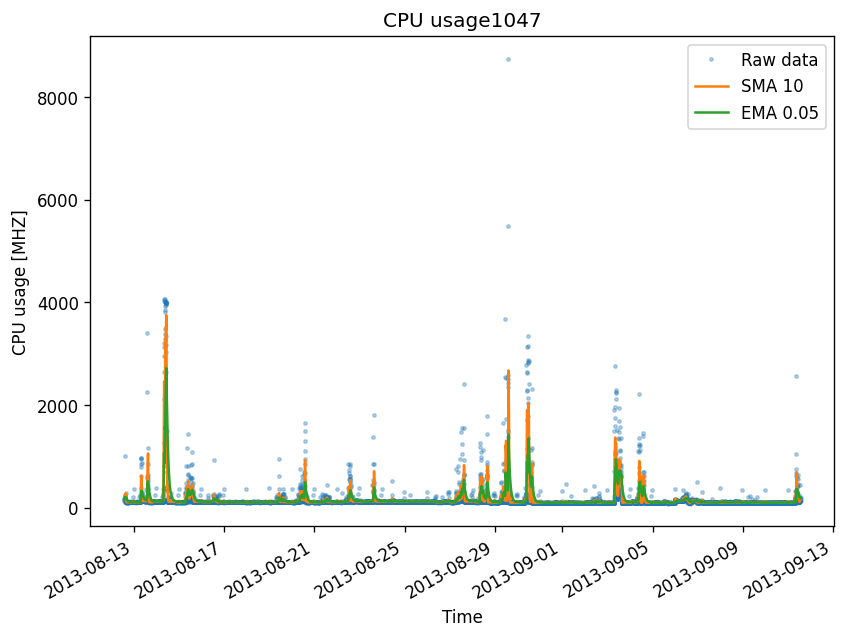 CPU usage1047
Raw data
SMA 10
EMA 0.05
8000
6000
4000
2000
0
CPU usage [MHZ]
2013-08-13
2013-08-17
2013-08-21
2013-08-25
2013-08-29
2013-09-01
2013-09-05
2013-09-09
2013-09-13
Time